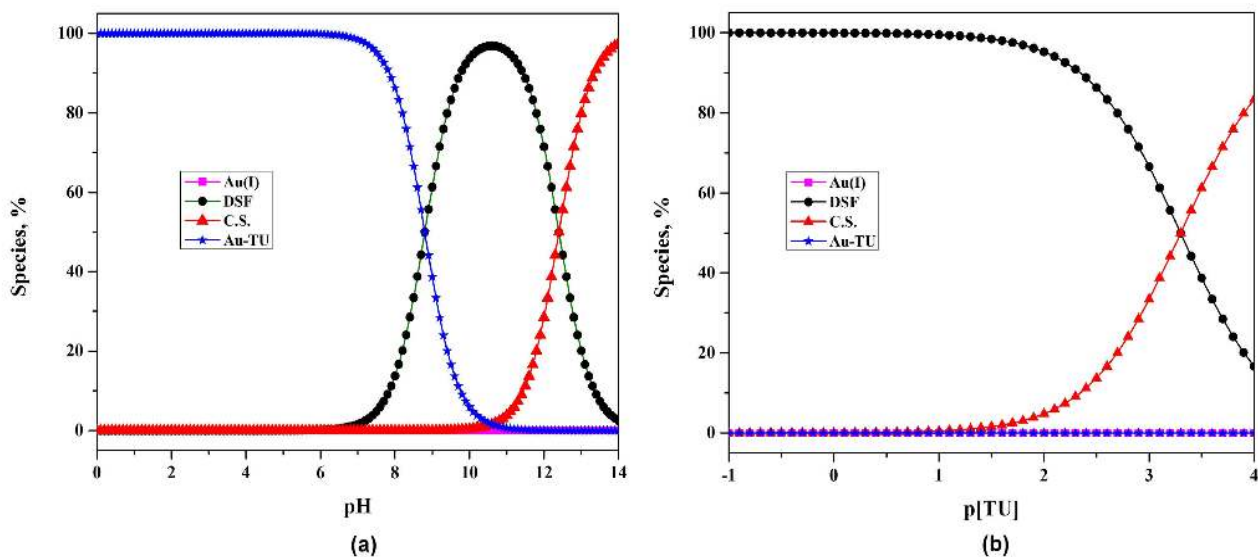 100
80
60
40
20
0
Species, %
Au(I)
DSF
C.S.
Au-TU
0 2 4 6 8 10 12 14
pH
(a)
100
80
60
40
20
0
Species, %
Au(I)
DSF
C.S.
Au-TU
-1 0 1 2 3 4
p[TU]
(b)